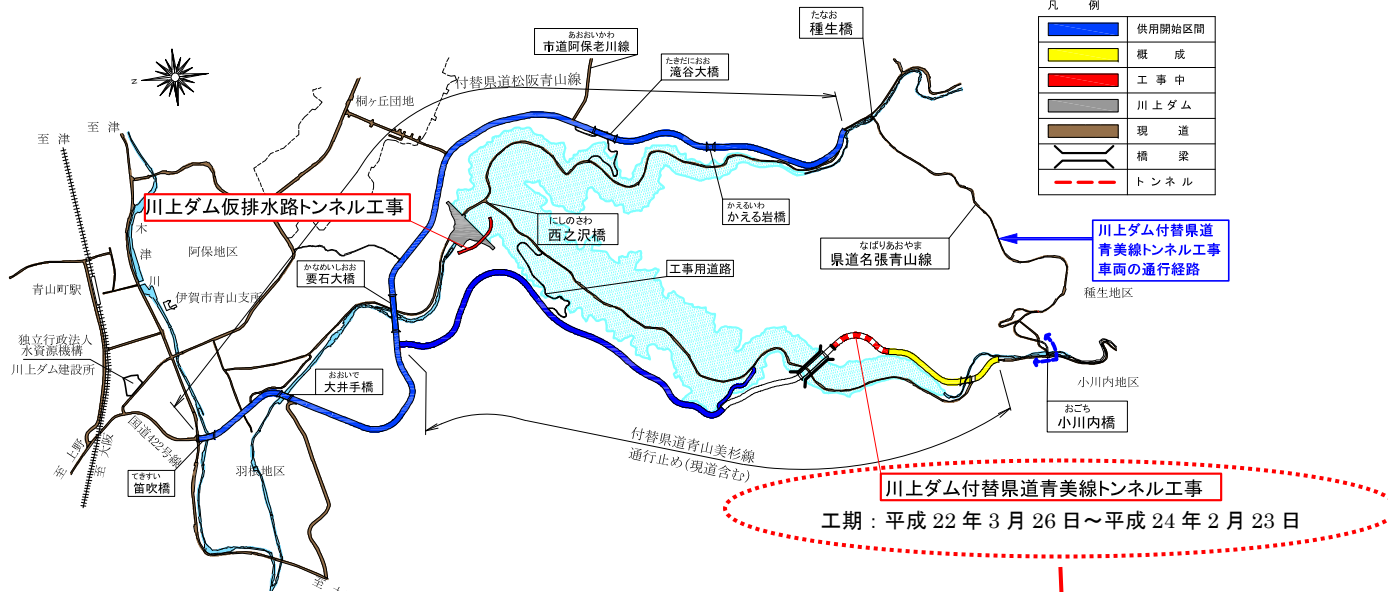 凡 例
供用開始区間
概 成
工 事 中
川 上 ダ ム
現 道
橋 梁
ト ン ネ ル
たなお
種生橋
あおおいかわ
市道阿保老川線
たきだにおお
滝谷大橋
付替県道松阪青山線
桐ヶ丘団地
N
至 津
至 津
川上ダム仮排水路トンネル工事
にしのさわ
西之沢橋
かえるいわ
かえる岩橋
なばりあおやま
県道名張青山線
川上ダム付替県道
青美線トンネル工事
車両の通行経路
種生地区
木津川
阿保地区
かなめいしおお
要石大橋
工事用道路
青山町駅
伊賀市青山支所
独立行政法人
水資源機構
川上ダム建設所
おおいで
大井手橋
小川内地区
おごち
小川内橋
国道422号線
至 上野
至 大阪
羽根地区
てきすい
笛吹橋
付替県道青山美杉線
通行止め(現道含む)
川上ダム付替県道青美線トンネル工事
工期：平成 22 年 3 月 26 日～平成 24 年 2 月 23 日
至